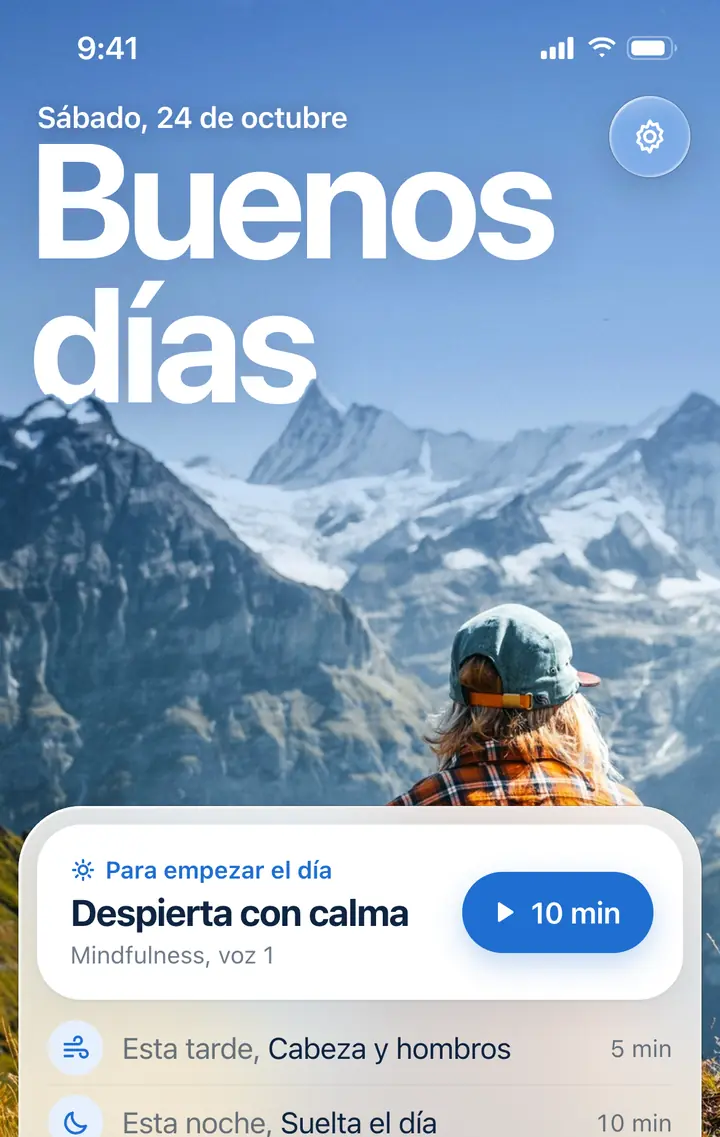 9:41
Sábado, 24 de octubre
Buenos
días
Para empezar el día
Despierta con calma
Mindfulness, voz 1
10 min
Esta tarde, Cabeza y hombros
5 min
Esta noche, Suelta el día
10 min